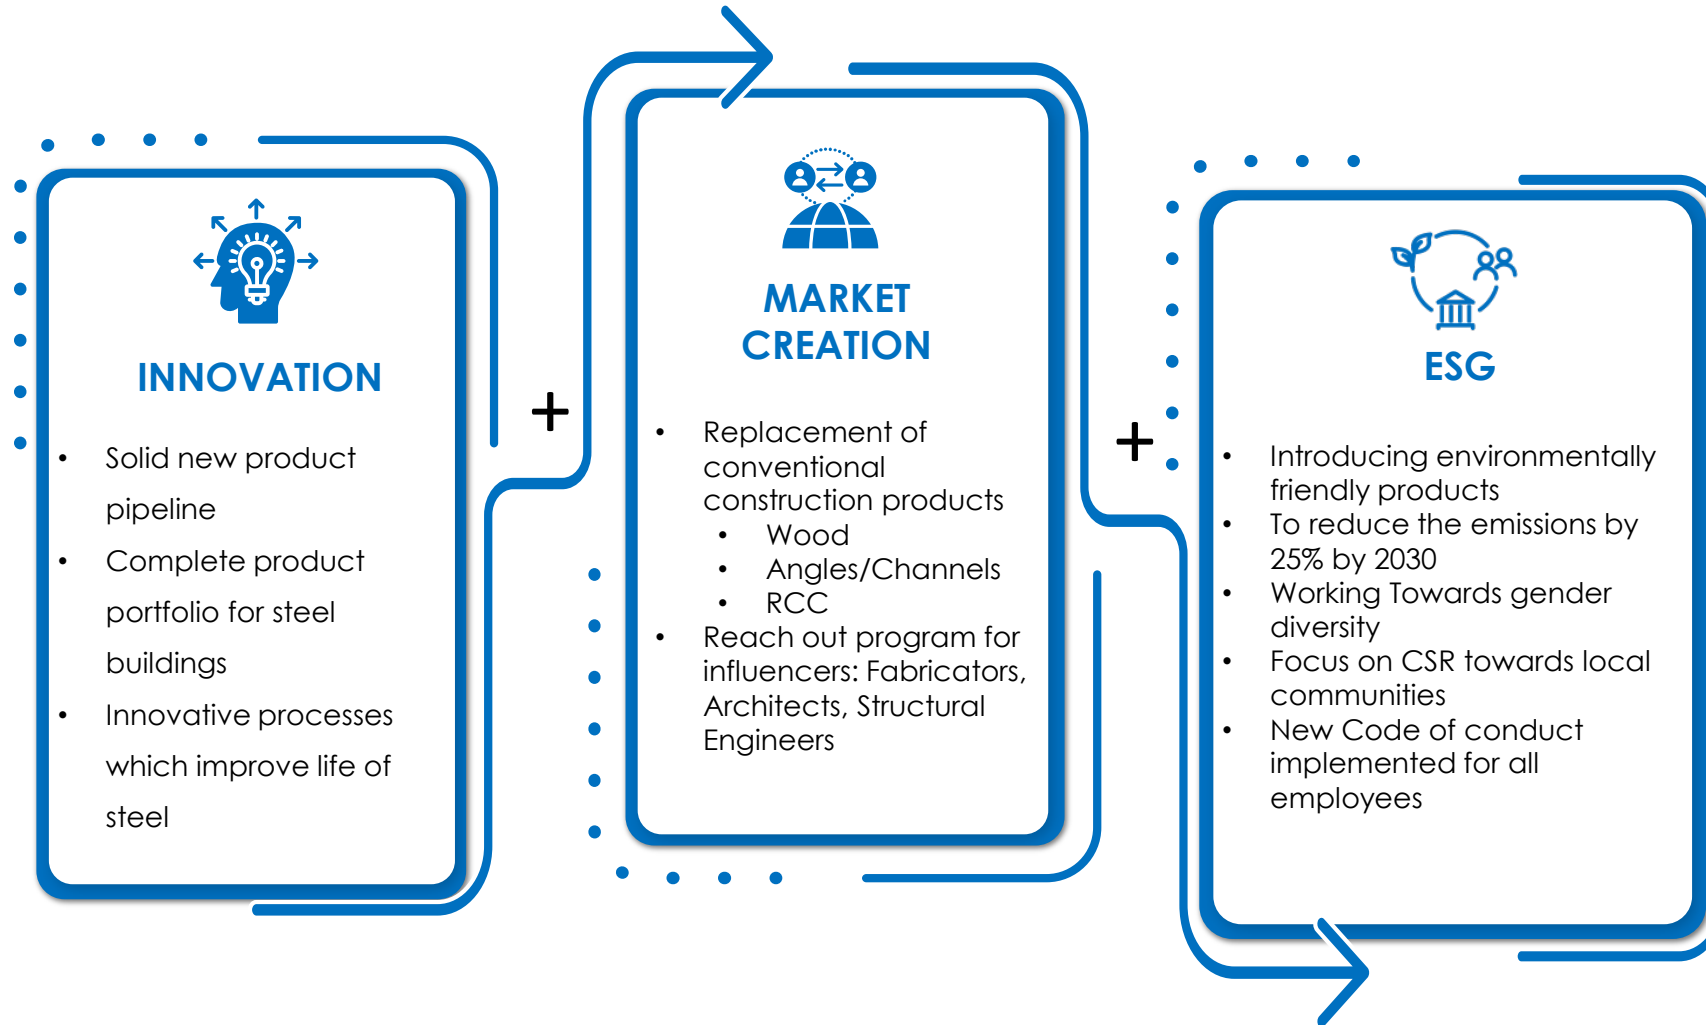 INNOVATION
• Solid new product
pipeline
• Complete product
portfolio for steel
buildings
• Innovative processes
which improve life of
steel
+
MARKET
CREATION
• Replacement of
conventional
construction products
• Wood
• Angles/Channels
• RCC
• Reach out program for
influencers: Fabricators,
Architects, Structural
Engineers
+
ESG
• Introducing environmentally
friendly products
• To reduce the emissions by
25% by 2030
• Working Towards gender
diversity
• Focus on CSR towards local
communities
• New Code of conduct
implemented for all
employees